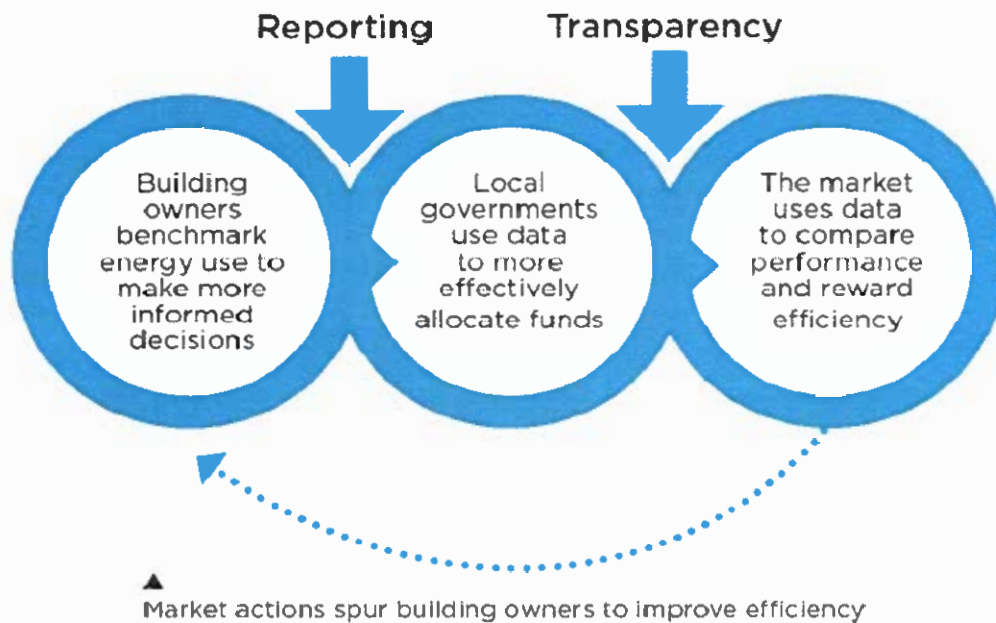 Reporting
Transparency
Building
owners
benchmark
energy use to
make more
informed
decisions
Local
governments
use data
to more
effectively
allocate funds
The market
uses data
to compare
performance
and reward
efficiency
Market actions spur building owners to improve efficiency